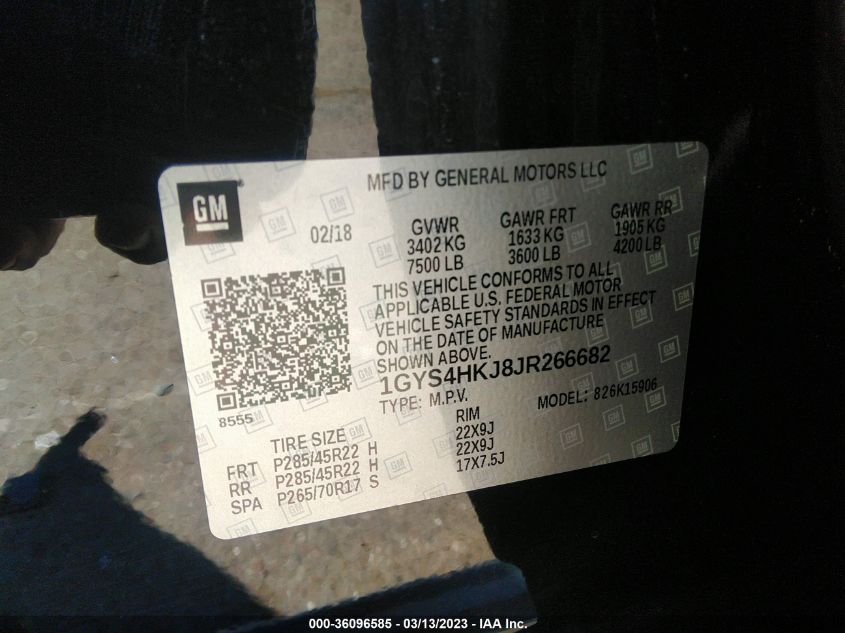 GM
MFD BY GENERAL MOTORS LLC
02/18
GVWR GAWR FRT GAWR RR
3402 KG 1633 KG 1905 KG
7500 LB 3600 LB 4200 LB
THIS VEHICLE CONFORMS TO ALL
APPLICABLE U.S. FEDERAL MOTOR
VEHICLE SAFETY STANDARDS IN EFFECT
ON THE DATE OF MANUFACTURE
SHOWN ABOVE.
1GYS4HKJ8JR266682
TYPE: M.P.V. MODEL: 826K15906
8555
TIRE SIZE RIM
FRT P285/45R22 H 22X9J
RR P285/45R22 H 22X9J
SPA P265/70R17 S 17X7.5J
000-36096585 - 03/13/2023 - IAA Inc.